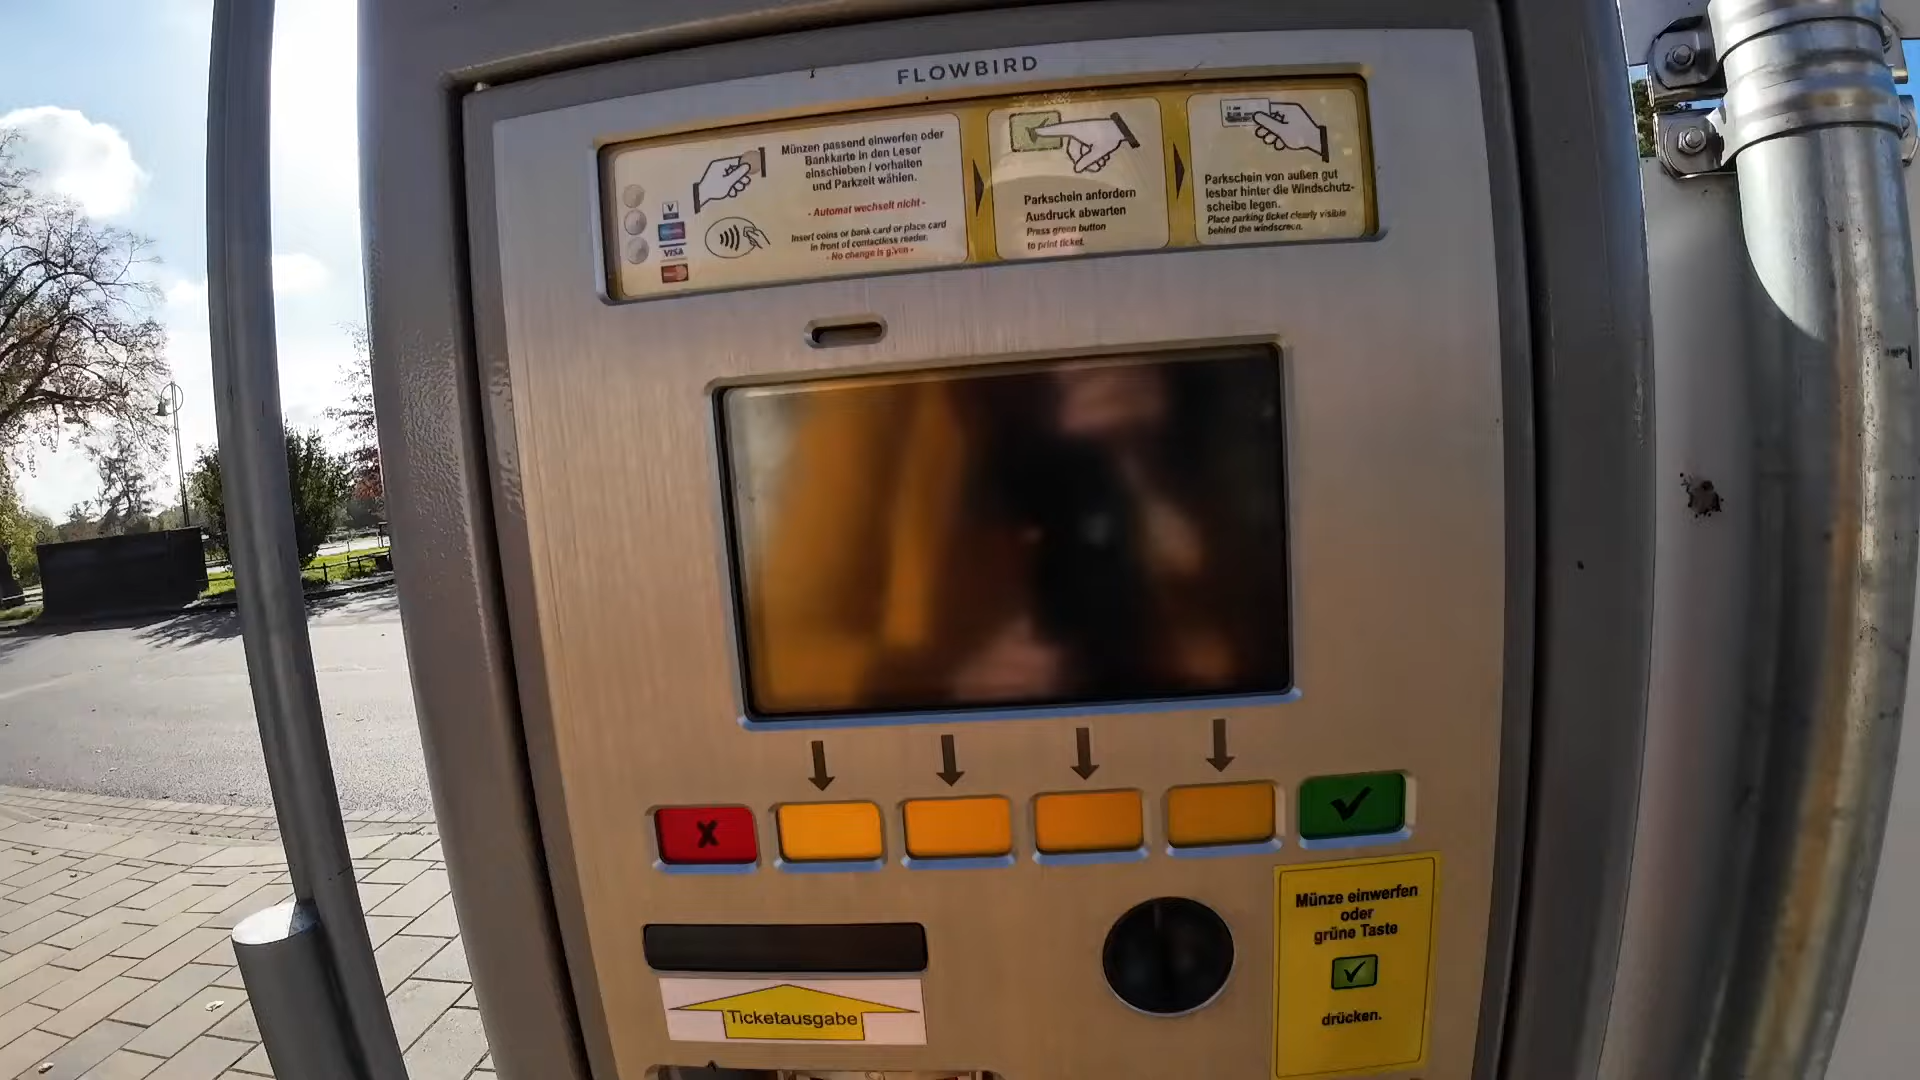 FLOWBIRD
Münzen passend einwerfen oder
Bankkarte in den Leser
einschieben / vorhalten
und Parkzeit wählen.
- Automat wechselt nicht -
Insert coins or bank card or place card
in front of contactless reader.
- No change is given -
V
VISA
Parkschein anfordern
Ausdruck abwarten
Press green button
to print ticket.
Parkschein von außen gut
lesbar hinter die Windschutz-
scheibe legen.
Place parking ticket clearly visible
behind the windscreen.
X
Ticketausgabe
Münze einwerfen
oder
grüne Taste
drücken.